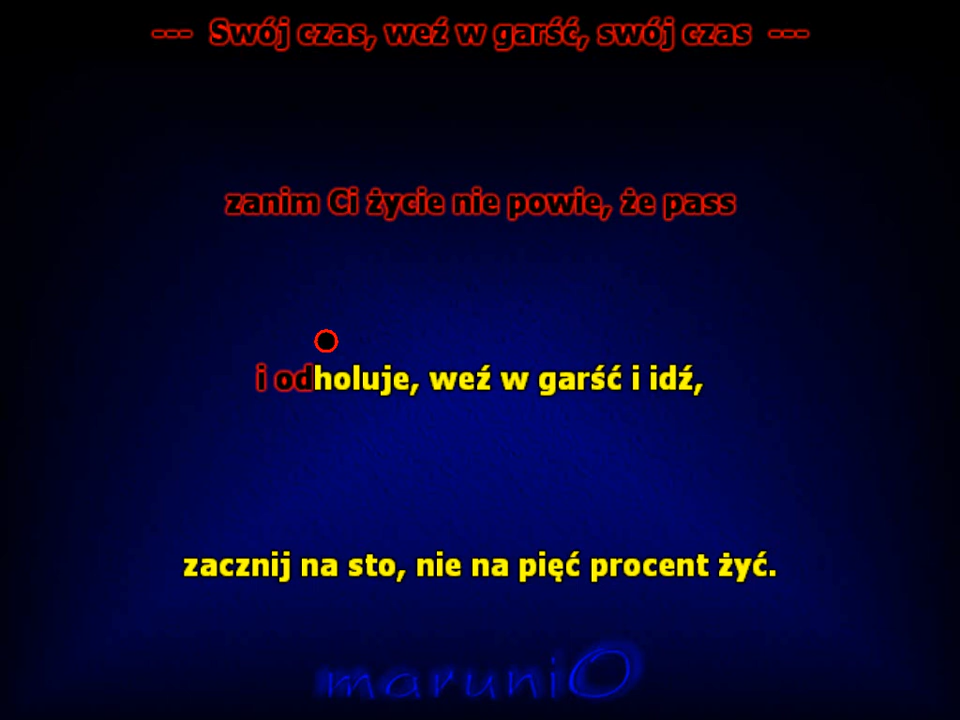 --- Swój czas, weź w garść, swój czas ---
zanim Ci życie nie powie, że pass
i odholuje, weź w garść i idź,
zacznij na sto, nie na pięć procent żyć.
maruniO